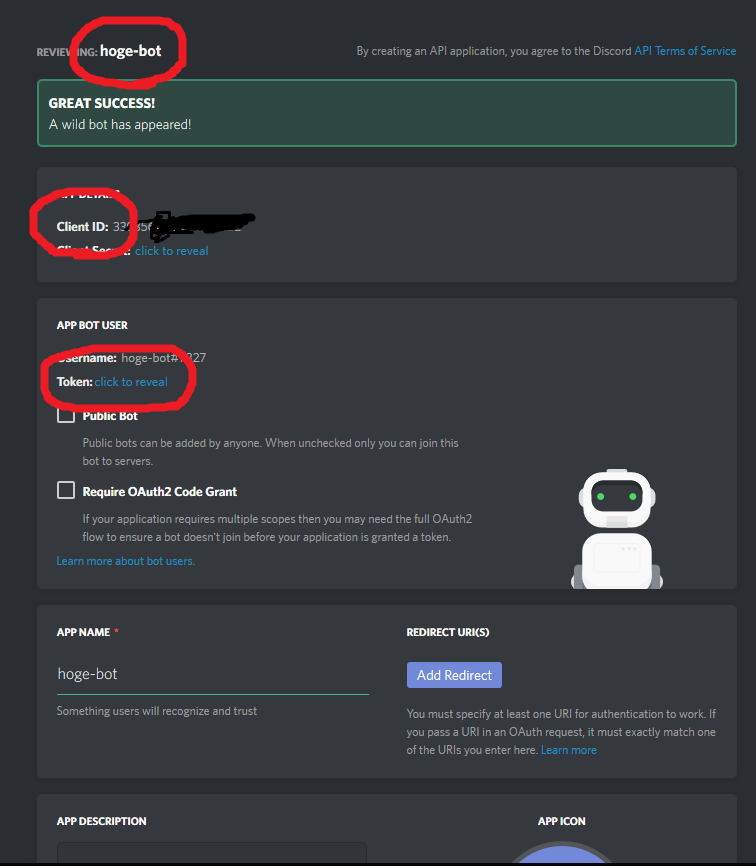 REVIEWING: hoge-bot
By creating an API application, you agree to the Discord API Terms of Service
GREAT SUCCESS!
A wild bot has appeared!
APP DETAILS
Client ID:
Client Secret: click to reveal
APP BOT USER
Username: hoge-bot#
Token: click to reveal
Public Bot
Public bots can be added by anyone. When unchecked only you can join this
bot to servers.
Require OAuth2 Code Grant
If your application requires multiple scopes then you may need the full OAuth2
flow to ensure a bot doesn't join before your application is granted a token.
Learn more about bot users.
APP NAME *
hoge-bot
Something users will recognize and trust
REDIRECT URI(S)
Add Redirect
You must specify at least one URI for authentication to work. If
you pass a URI in an OAuth request, it must exactly match one
of the URIs you enter here. Learn more
APP DESCRIPTION
APP ICON